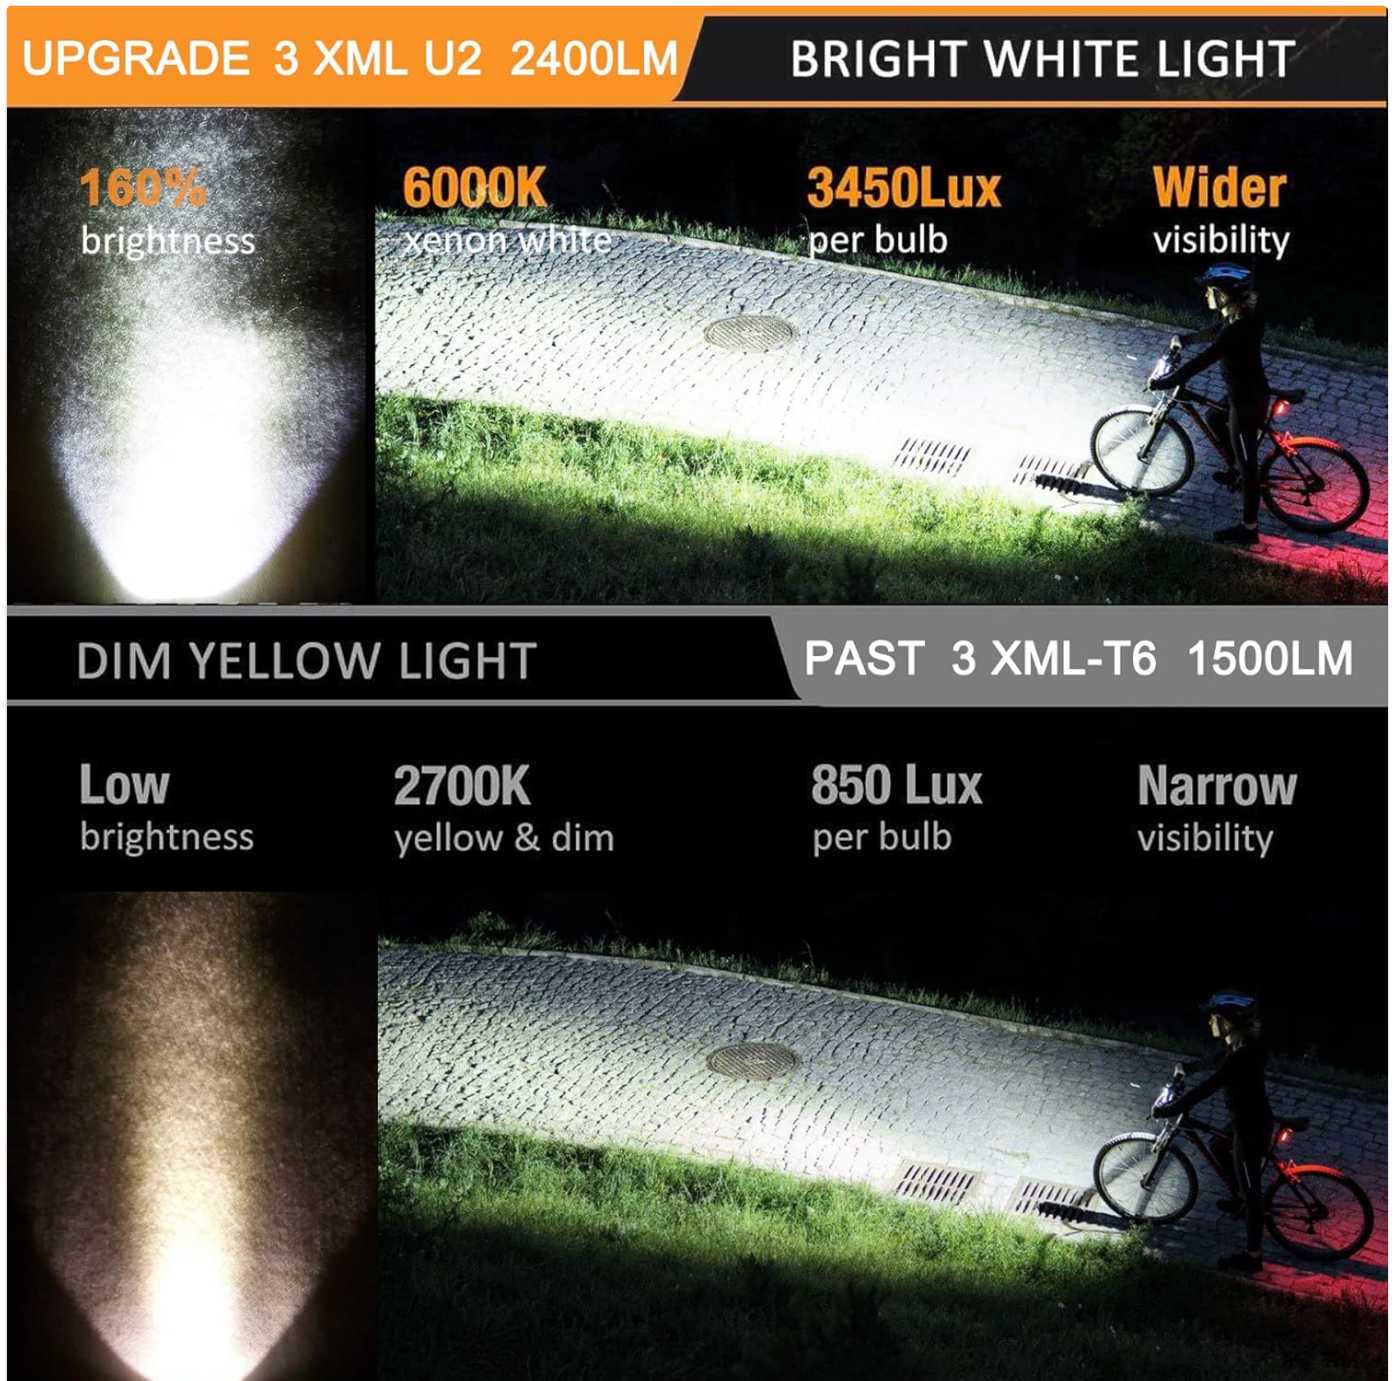 UPGRADE 3 XML U2 2400LM
BRIGHT WHITE LIGHT
160%
brightness
6000K
xenon white
3450Lux
per bulb
Wider
visibility
DIM YELLOW LIGHT
PAST 3 XML-T6 1500LM
Low
brightness
2700K
yellow & dim
850 Lux
per bulb
Narrow
visibility